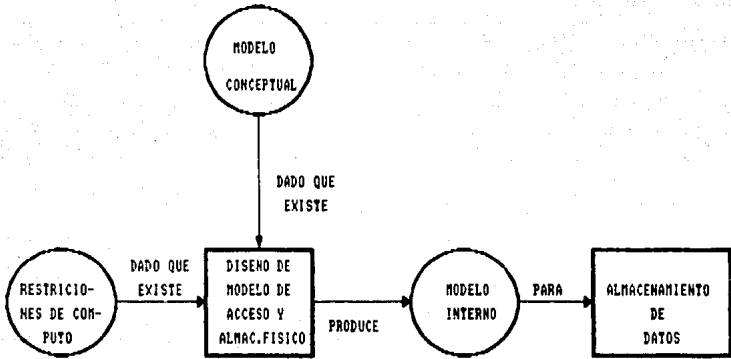 MODELO
CONCEPTUAL
DADO QUE
EXISTE
RESTRICIO-
NES DE COM-
PUTO
DADO QUE
EXISTE
DISENO DE
MODELO DE
ACCESO Y
ALMAC.FISICO
PRODUCE
MODELO
INTERNO
PARA
ALMACENAMIENTO
DE
DATOS